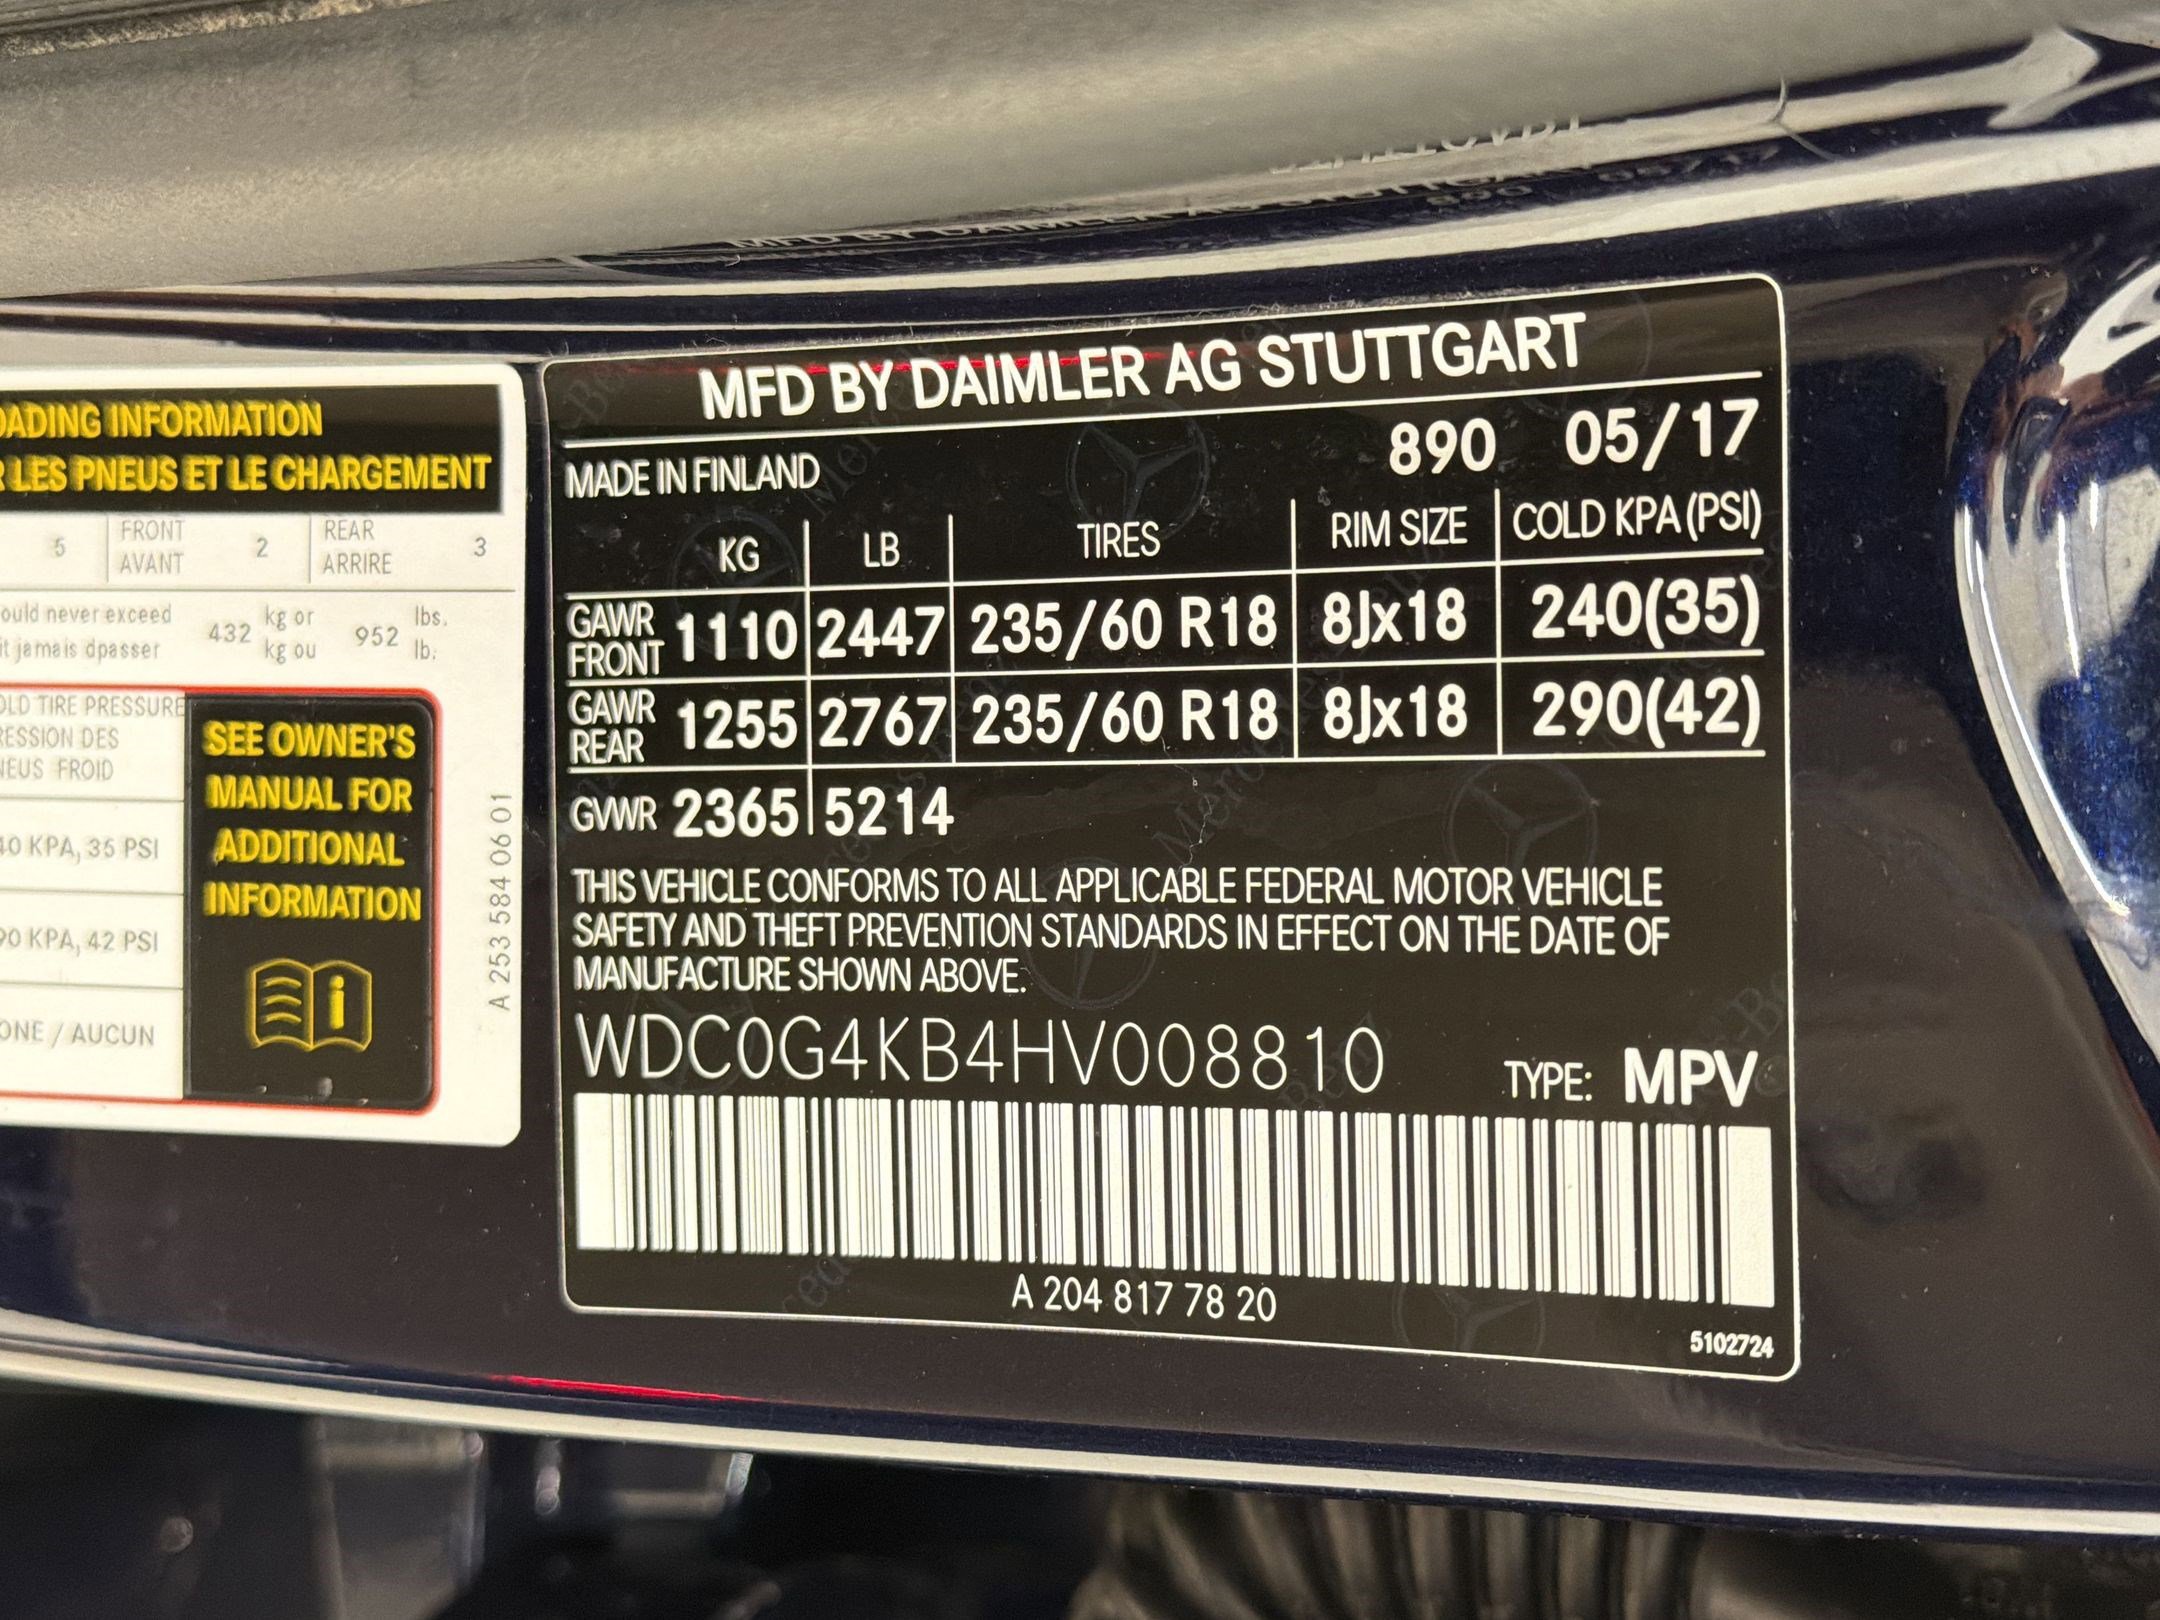 ADING INFORMATION
LES PNEUS ET LE CHARGEMENT
5 FRONT AVANT 2 REAR ARRIRE 3
ould never exceed 432 kg or 952 lbs.
it jamais dpasser kg ou lb.
OLD TIRE PRESSURE
ESSION DES
NEUS FROID
40 KPA, 35 PSI
90 KPA, 42 PSI
ONE / AUCUN
SEE OWNER'S
MANUAL FOR
ADDITIONAL
INFORMATION
A 253 584 06 01
MFD BY DAIMLER AG STUTTGART
MADE IN FINLAND 890 05/17
KG LB TIRES RIM SIZE COLD KPA (PSI)
GAWR FRONT 1110 2447 235/60 R18 8Jx18 240(35)
GAWR REAR 1255 2767 235/60 R18 8Jx18 290(42)
GVWR 2365 5214
THIS VEHICLE CONFORMS TO ALL APPLICABLE FEDERAL MOTOR VEHICLE
SAFETY AND THEFT PREVENTION STANDARDS IN EFFECT ON THE DATE OF
MANUFACTURE SHOWN ABOVE.
WDC0G4KB4HV008810 TYPE: MPV
A 204 817 78 20
5102724